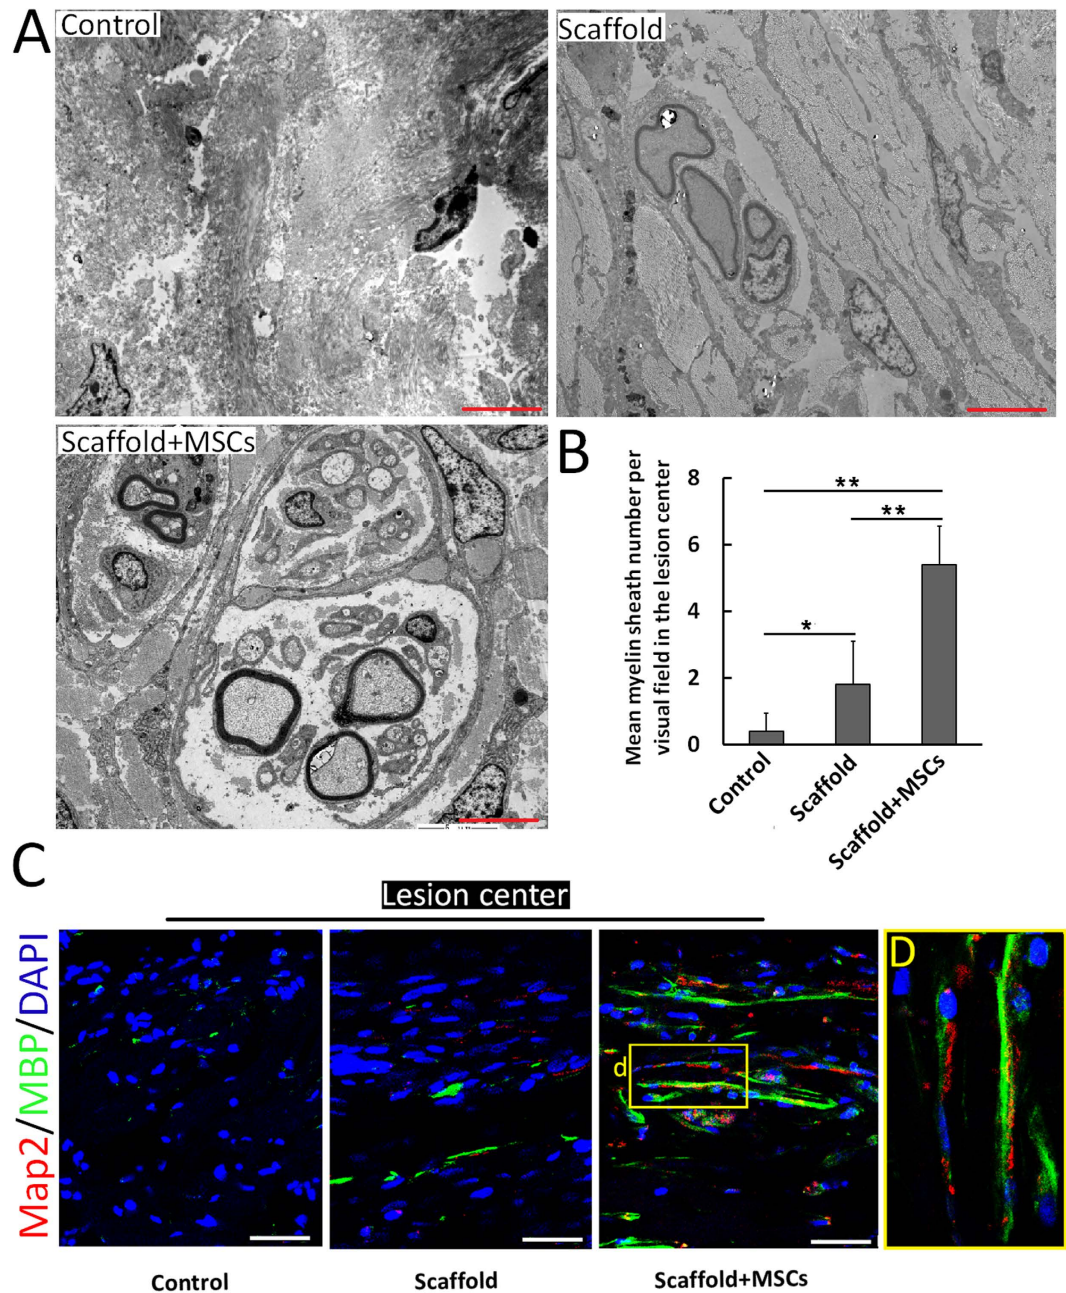 A
Control
Scaffold
Scaffold+MSCs
B
Mean myelin sheath number per
visual field in the lesion center
8
6
4
2
0
**
**
*
Control
Scaffold
Scaffold+MSCs
C
Lesion center
Map2/MBP/DAPI
d
D
Control
Scaffold
Scaffold+MSCs